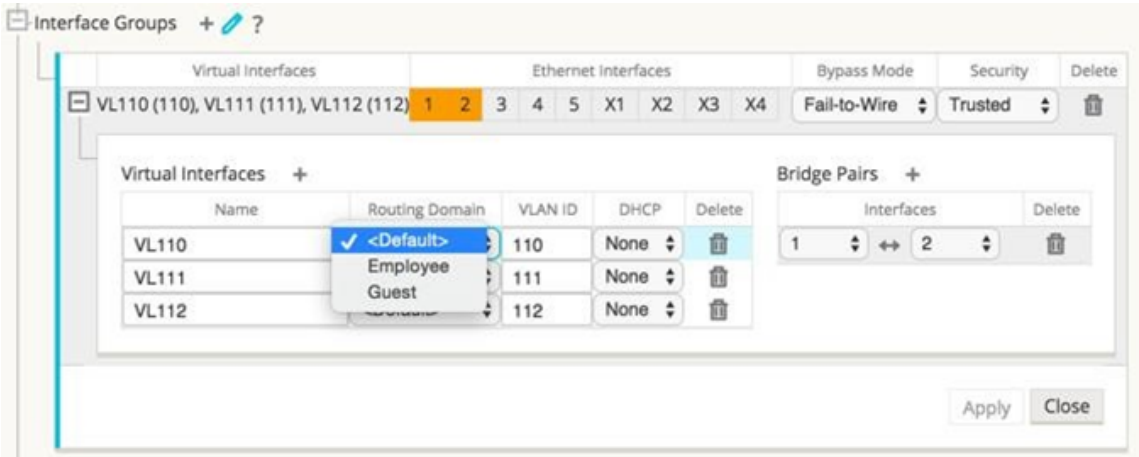 Interface Groups + ?
Virtual Interfaces Ethernet Interfaces Bypass Mode Security Delete
VL110 (110), VL111 (111), VL112 (112) 1 2 3 4 5 X1 X2 X3 X4 Fail-to-Wire Trusted
Virtual Interfaces +
Bridge Pairs +
Name Routing Domain VLAN ID DHCP Delete
Interfaces Delete
VL110 <Default> 110 None
1 2
Employee
VL111 111 None
Guest
VL112 <Default> 112 None
Apply Close